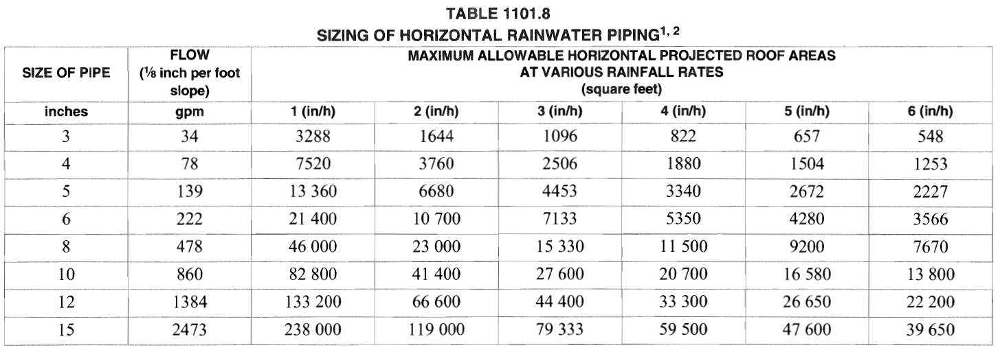 TABLE 1101.8
SIZING OF HORIZONTAL RAINWATER PIPING1, 2
SIZE OF PIPE FLOW (⅛ inch per foot slope) MAXIMUM ALLOWABLE HORIZONTAL PROJECTED ROOF AREAS AT VARIOUS RAINFALL RATES (square feet)
inches gpm 1 (in/h) 2 (in/h) 3 (in/h) 4 (in/h) 5 (in/h) 6 (in/h)
3 34 3288 1644 1096 822 657 548
4 78 7520 3760 2506 1880 1504 1253
5 139 13 360 6680 4453 3340 2672 2227
6 222 21 400 10 700 7133 5350 4280 3566
8 478 46 000 23 000 15 330 11 500 9200 7670
10 860 82 800 41 400 27 600 20 700 16 580 13 800
12 1384 133 200 66 600 44 400 33 300 26 650 22 200
15 2473 238 000 119 000 79 333 59 500 47 600 39 650